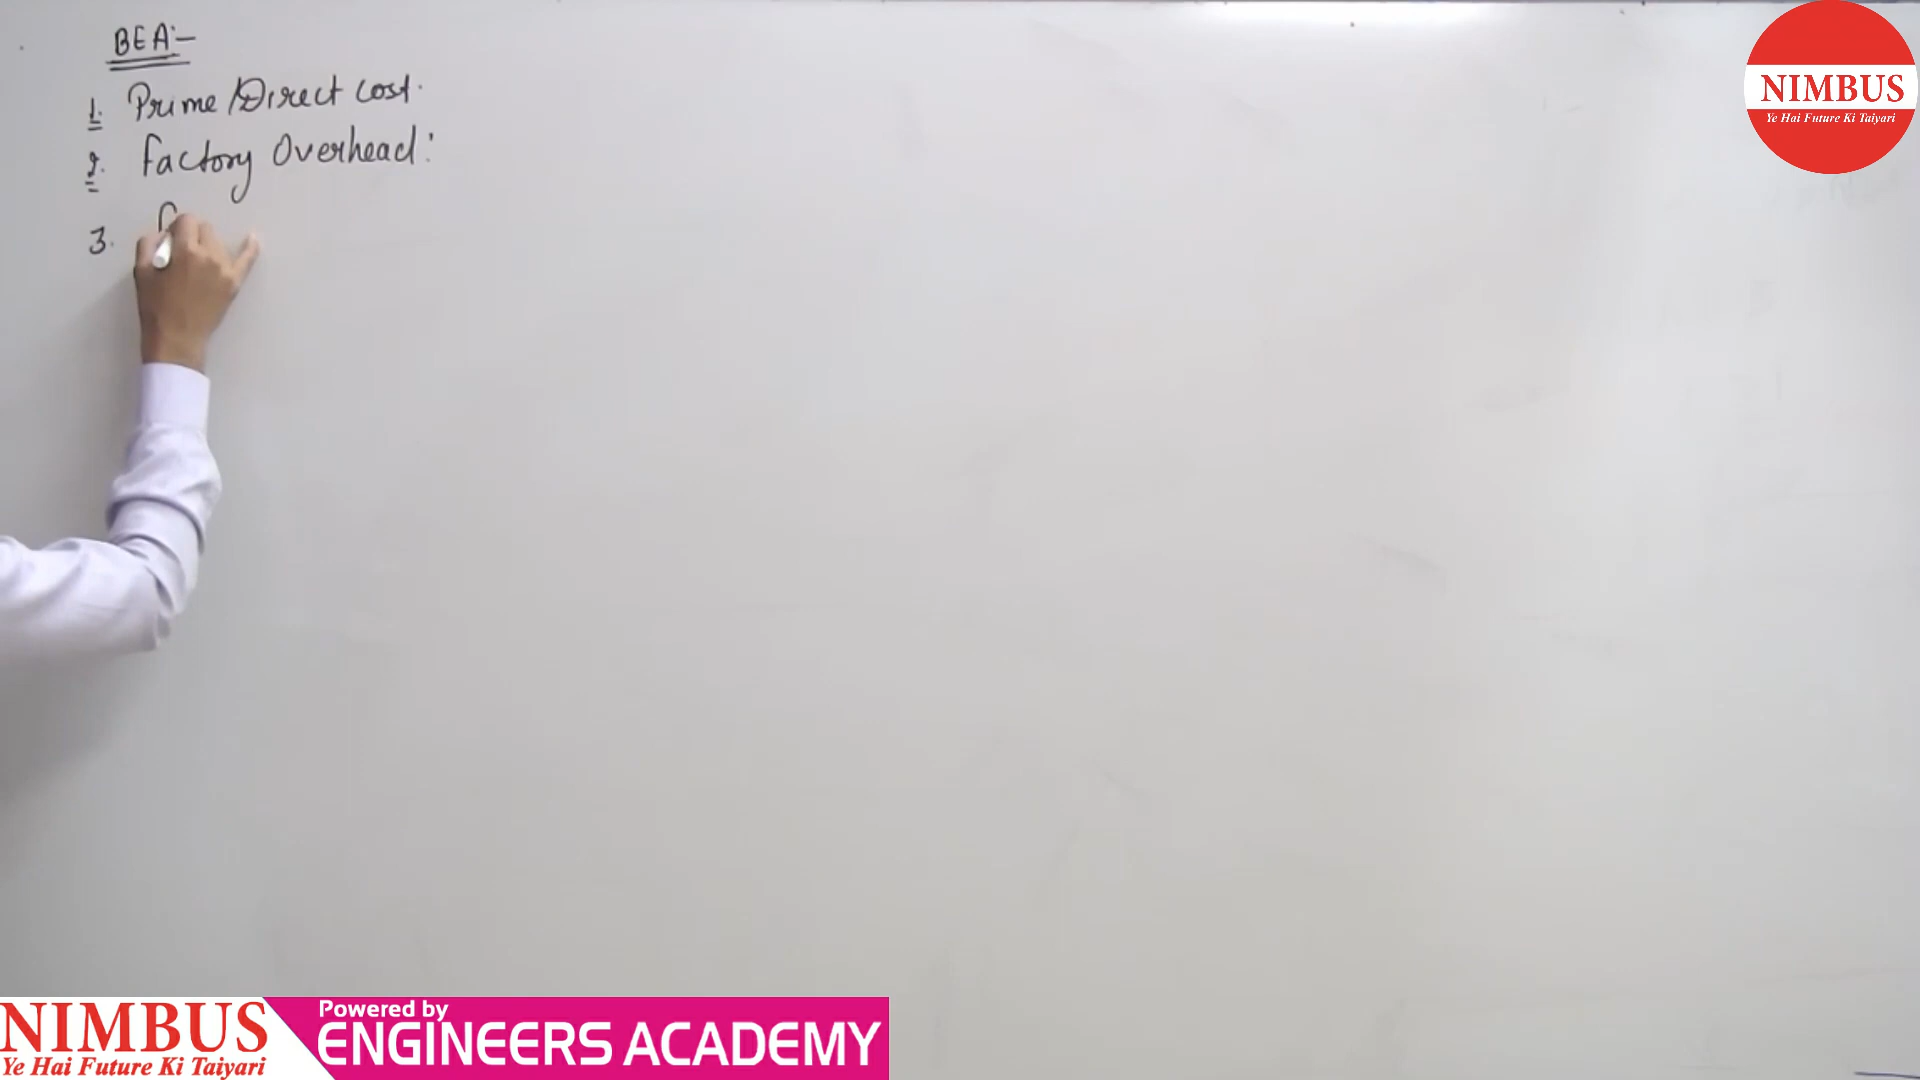 BEA:-
1. Prime/Direct Cost.
2. Factory Overhead:
3.
NIMBUS
Ye Hai Future Ki Taiyari
NIMBUS
Ye Hai Future Ki Taiyari
Powered by
ENGINEERS ACADEMY